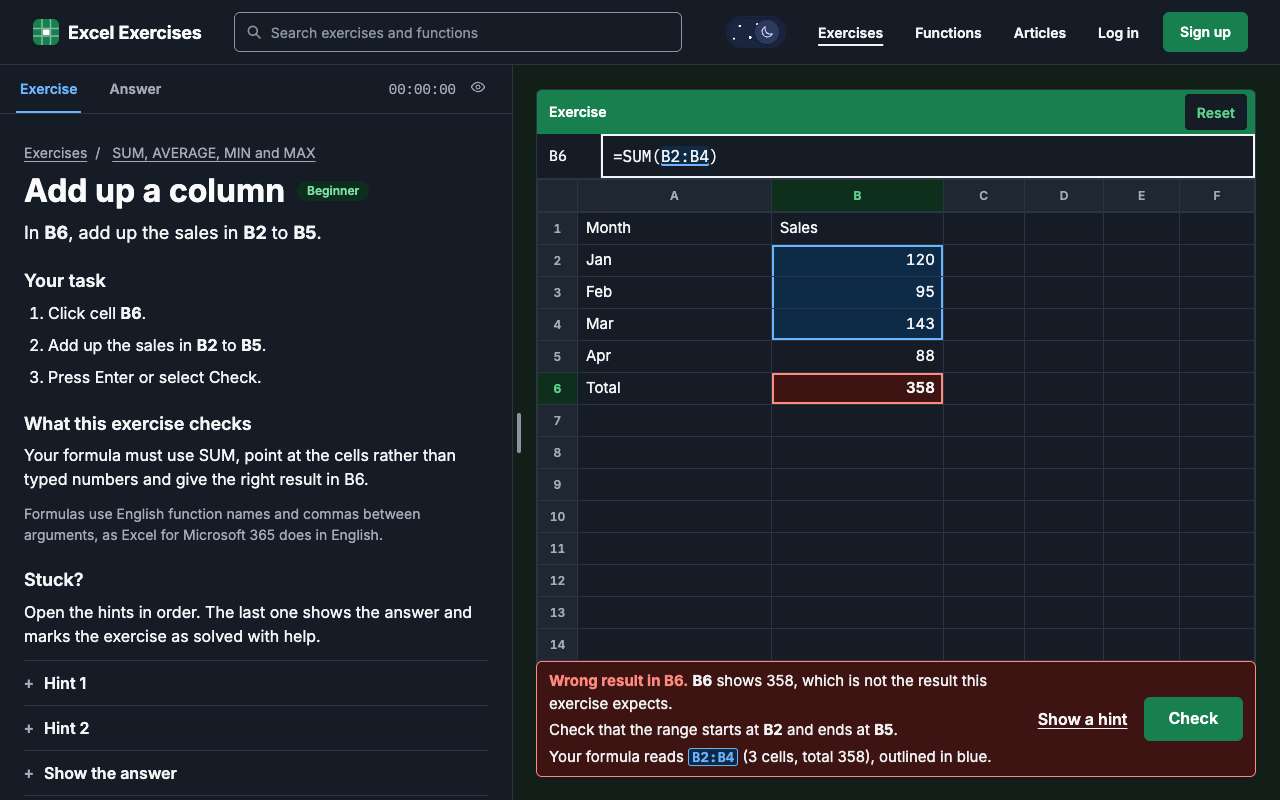 Excel Exercises
Search exercises and functions
Exercises
Functions
Articles
Log in
Sign up
Exercise
Answer
00:00:00
Exercises / SUM, AVERAGE, MIN and MAX
Add up a column
Beginner
In B6, add up the sales in B2 to B5.
Your task
1. Click cell B6.
2. Add up the sales in B2 to B5.
3. Press Enter or select Check.
What this exercise checks
Your formula must use SUM, point at the cells rather than
typed numbers and give the right result in B6.
Formulas use English function names and commas between
arguments, as Excel for Microsoft 365 does in English.
Stuck?
Open the hints in order. The last one shows the answer and
marks the exercise as solved with help.
+ Hint 1
+ Hint 2
+ Show the answer
Exercise
Reset
B6 =SUM(B2:B4)
A B C D E F
1 Month Sales
2 Jan 120
3 Feb 95
4 Mar 143
5 Apr 88
6 Total 358
7
8
9
10
11
12
13
14
Wrong result in B6. B6 shows 358, which is not the result this
exercise expects.
Check that the range starts at B2 and ends at B5.
Your formula reads B2:B4 (3 cells, total 358), outlined in blue.
Show a hint
Check